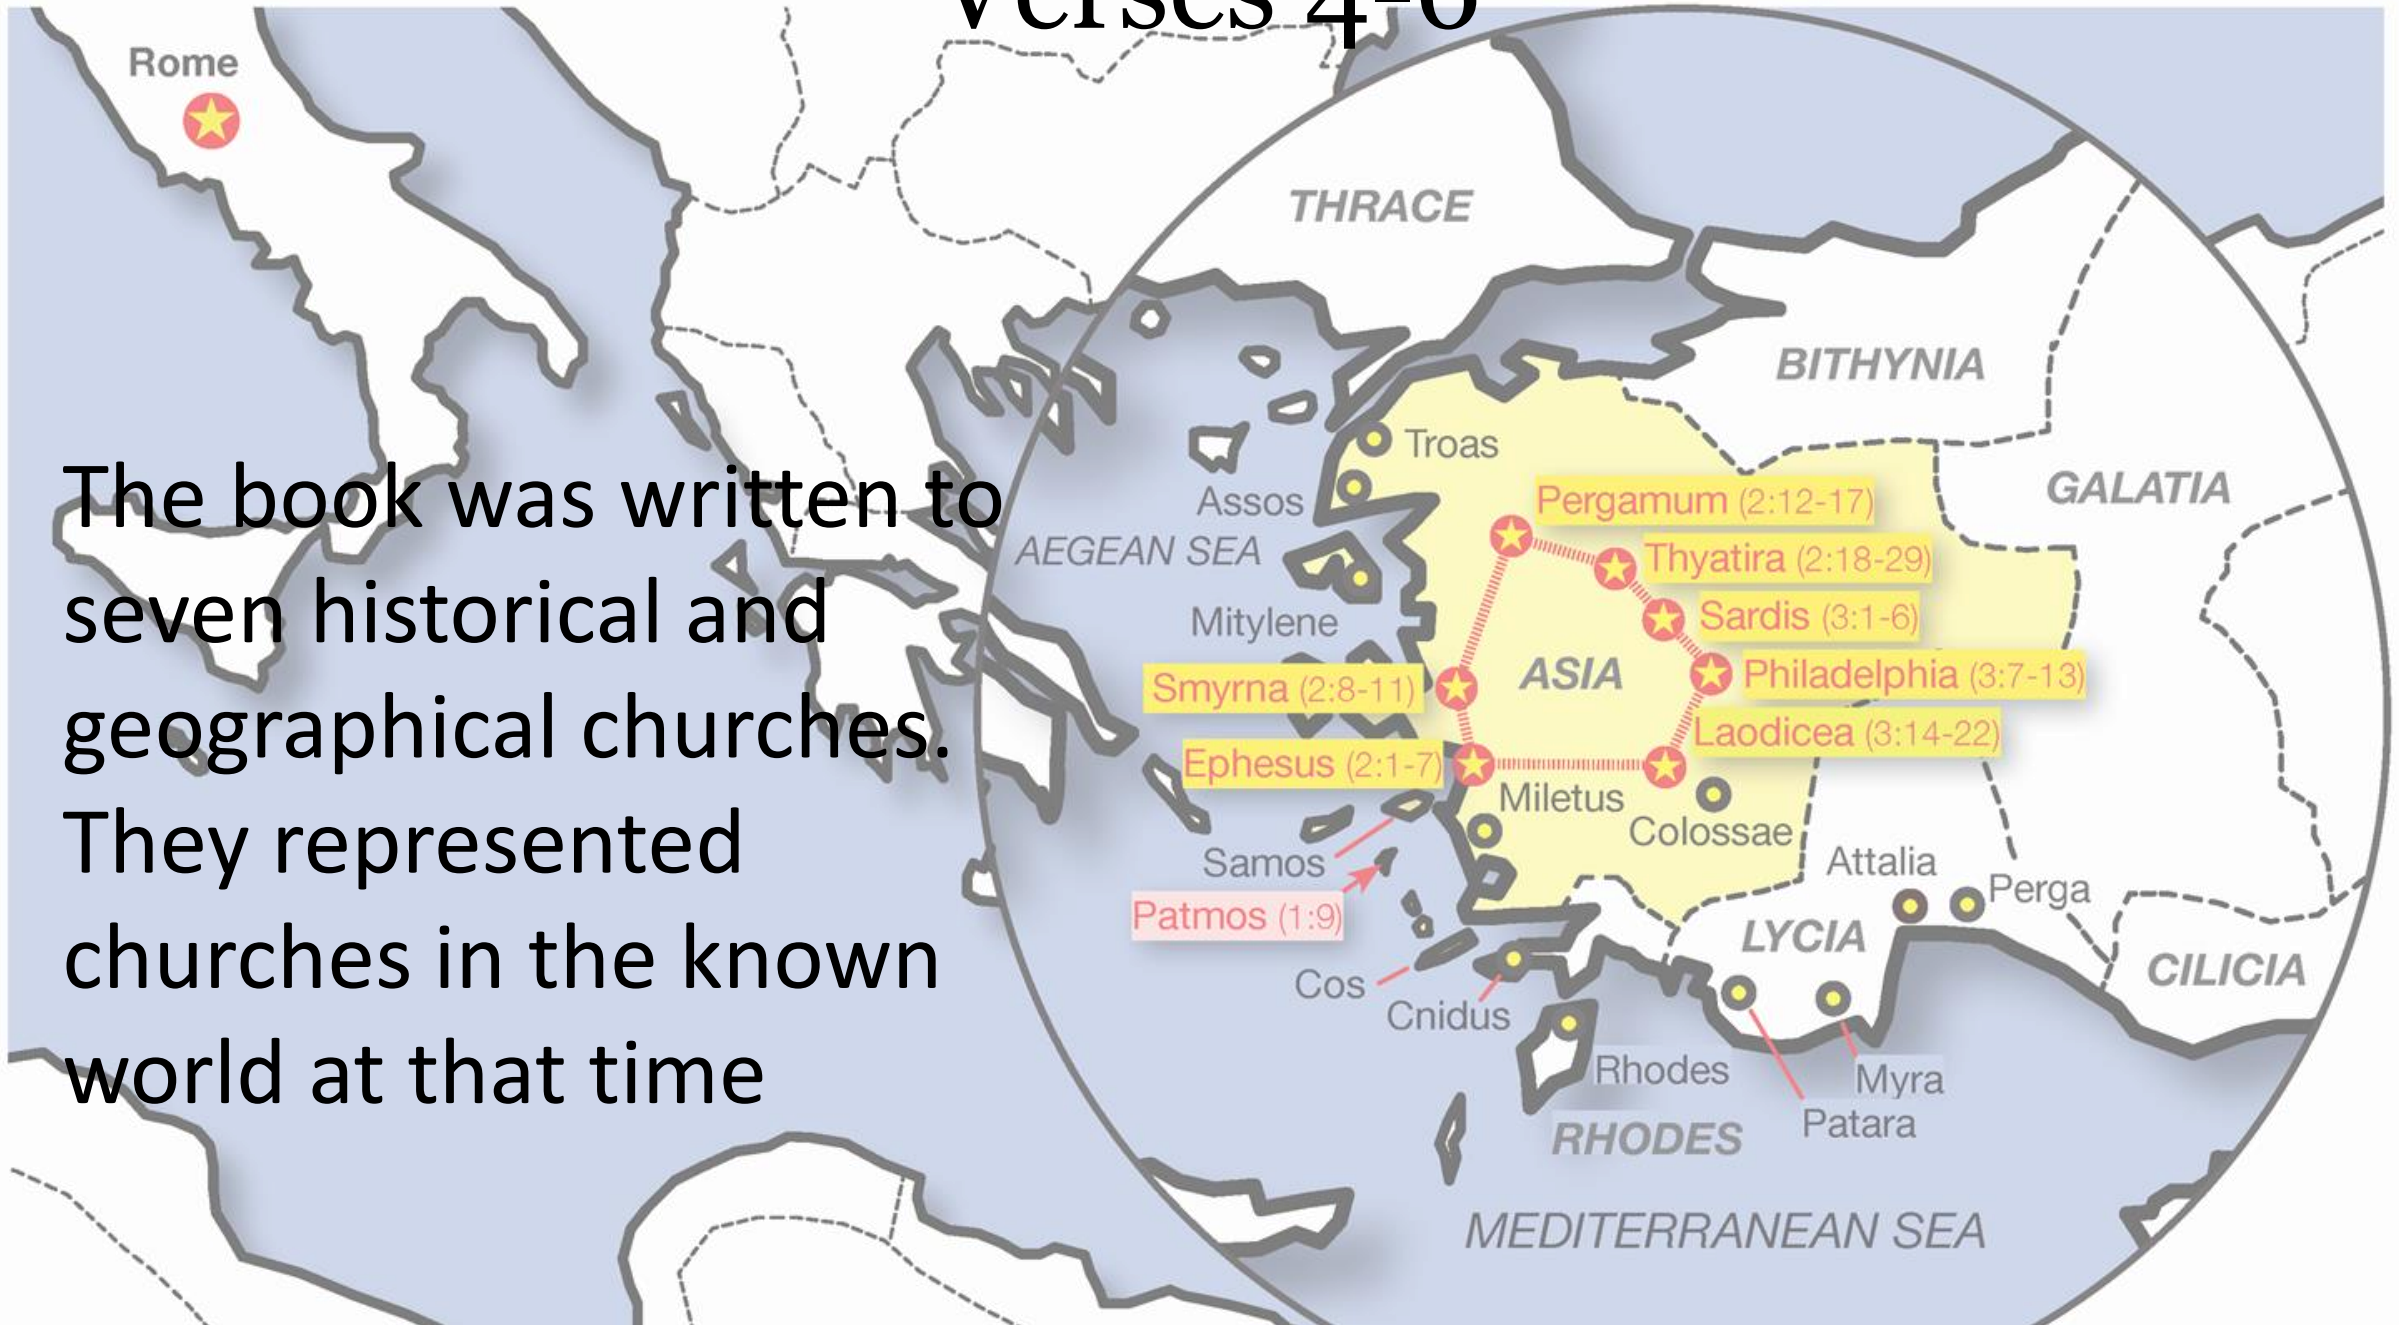 Verses 4-6
Rome
THRACE
BITHYNIA
Troas
GALATIA
Assos
Pergamum (2:12-17)
AEGEAN SEA
Thyatira (2:18-29)
Mitylene
Sardis (3:1-6)
ASIA
Smyrna (2:8-11)
Philadelphia (3:7-13)
Laodicea (3:14-22)
Ephesus (2:1-7)
Miletus
Colossae
Samos
Attalia
Perga
Patmos (1:9)
LYCIA
CILICIA
Cos
Cnidus
Rhodes
Myra
Patara
RHODES
MEDITERRANEAN SEA
The book was written to
seven historical and
geographical churches.
They represented
churches in the known
world at that time